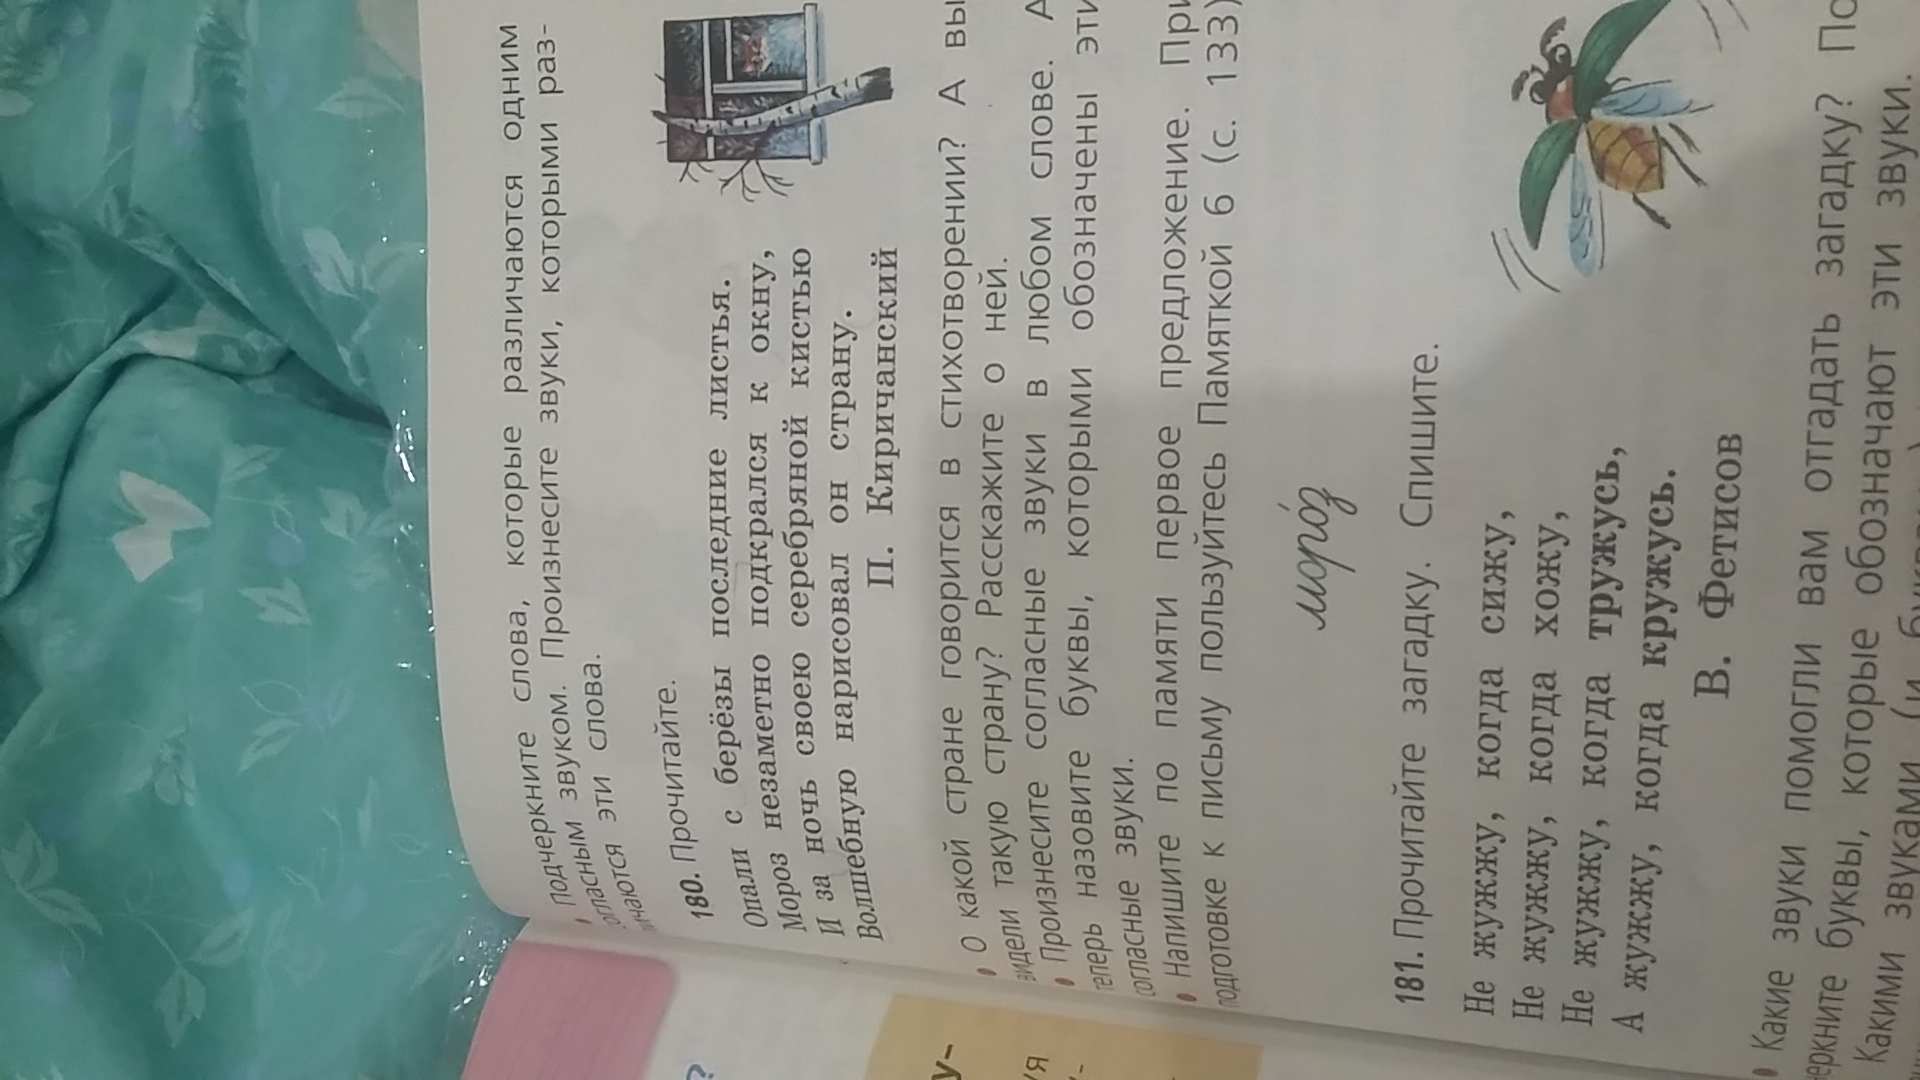 • Подчеркните слова, которые различаются одним
согласным звуком. Произнесите звуки, которыми раз-
личаются эти слова.
180. Прочитайте.
Опали с берёзы последние листья.
Мороз незаметно подкрался к окну,
И за ночь своею серебряной кистью
Волшебную нарисовал он страну.
П. Киричанский
• О какой стране говорится в стихотворении? А вы
видели такую страну? Расскажите о ней.
• Произнесите согласные звуки в любом слове. А
теперь назовите буквы, которыми обозначены эти
согласные звуки.
• Напишите по памяти первое предложение. При
подготовке к письму пользуйтесь Памяткой 6 (с. 133)
моро́з
181. Прочитайте загадку. Спишите.
Не жужжу, когда сижу,
Не жужжу, когда хожу,
Не жужжу, когда тружусь,
А жужжу, когда кружусь.
В. Фетисов
• Какие звуки помогли вам отгадать загадку? По
черкните буквы, которые обозначают эти звуки.
Какими звуками (и
?
у-
уя
у-